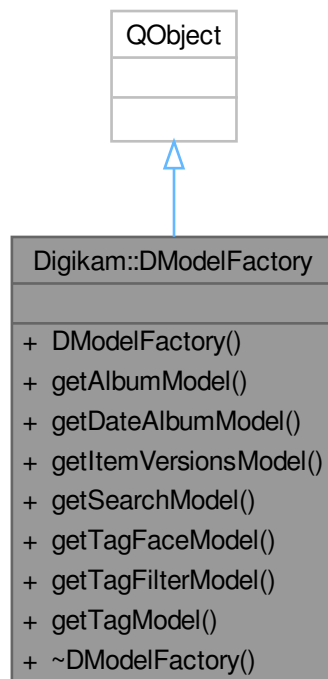 QObject
Digikam::DModelFactory
+ DModelFactory()
+ getAlbumModel()
+ getDateAlbumModel()
+ getItemVersionsModel()
+ getSearchModel()
+ getTagFaceModel()
+ getTagFilterModel()
+ getTagModel()
+ ~DModelFactory()